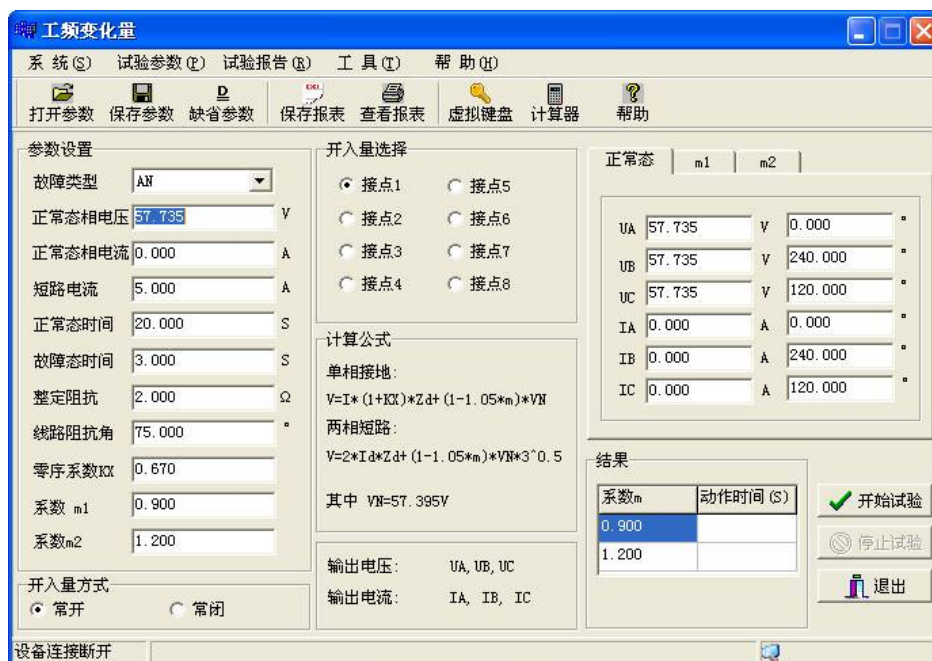 工频变化量
系 统(S) 试验参数(P) 试验报告(R) 工 具(T) 帮 助(H)
打开参数 保存参数 缺省参数 保存报表 查看报表 虚拟键盘 计算器 帮助
参数设置
故障类型 AN
正常态相电压 57.735 V
正常态相电流 0.000 A
短路电流 5.000 A
正常态时间 20.000 S
故障态时间 3.000 S
整定阻抗 2.000 Ω
线路阻抗角 75.000 °
零序系数KX 0.670
系数 m1 0.900
系数m2 1.200
开入量方式
常开 常闭
开入量选择
接点1 接点5
接点2 接点6
接点3 接点7
接点4 接点8
计算公式
单相接地:
V=I*(1+KX)*Zd+(1-1.05*m)*VN
两相短路:
V=2*Id*Zd+(1-1.05*m)*VN*3^0.5
其中 VN=57.395V
输出电压: UA,UB,UC
输出电流: IA, IB, IC
正常态 m1 m2
UA 57.735 V 0.000 °
UB 57.735 V 240.000 °
UC 57.735 V 120.000 °
IA 0.000 A 0.000 °
IB 0.000 A 240.000 °
IC 0.000 A 120.000 °
结果
系数m 动作时间(S)
0.900
1.200
开始试验
停止试验
退出
设备连接断开